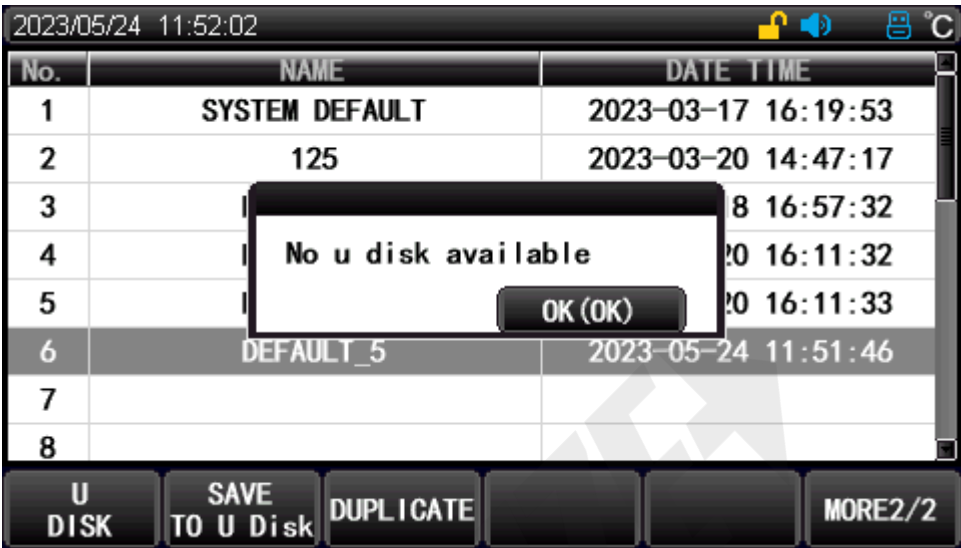 2023/05/24 11:52:02 °C
No. NAME DATE TIME
1 SYSTEM DEFAULT 2023-03-17 16:19:53
2 125 2023-03-20 14:47:17
3 8 16:57:32
No u disk available
4 20 16:11:32
5 20 16:11:33
OK(OK)
6 DEFAULT_5 2023-05-24 11:51:46
7
8
U DISK
SAVE TO U Disk
DUPLICATE
MORE2/2